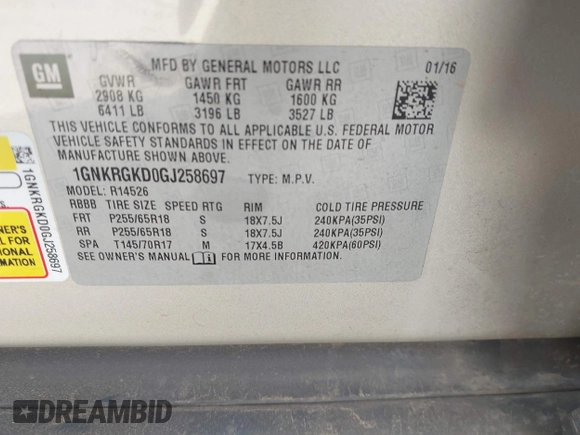 GM
MFD BY GENERAL MOTORS LLC 01/16
GVWR GAWR FRT GAWR RR
2908 KG 1450 KG 1600 KG
6411 LB 3196 LB 3527 LB
THIS VEHICLE CONFORMS TO ALL APPLICABLE U.S. FEDERAL MOTOR
VEHICLE SAFETY STANDARDS IN EFFECT ON THE DATE OF
MANUFACTURE SHOWN ABOVE.
1GNKRGKD0GJ258697 TYPE: M.P.V.
MODEL: R14526
RBBB TIRE SIZE SPEED RTG RIM COLD TIRE PRESSURE
FRT P255/65R18 S 18X7.5J 240KPA(35PSI)
RR P255/65R18 S 18X7.5J 240KPA(35PSI)
SPA T145/70R17 M 17X4.5B 420KPA(60PSI)
SEE OWNER'S MANUAL FOR MORE INFORMATION.
1GNKRGKD0GJ258697
OWNER'S
FOR
ONAL
MATION
DREAMBID